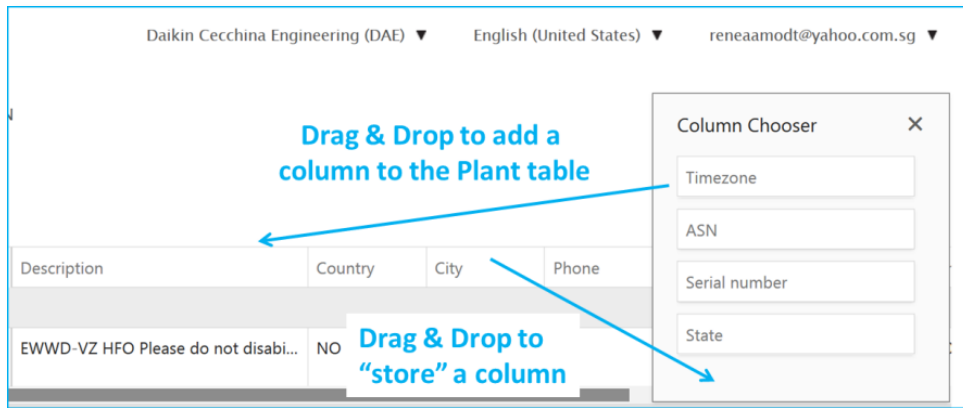 Daikin Cecchina Engineering (DAE) ▼ English (United States) ▼ reneaamodt@yahoo.com.sg ▼
N
Drag & Drop to add a
column to the Plant table
Column Chooser ×
Timezone
ASN
Serial number
State
Description Country City Phone
EWWD-VZ HFO Please do not disabi... NO
Drag & Drop to
“store” a column